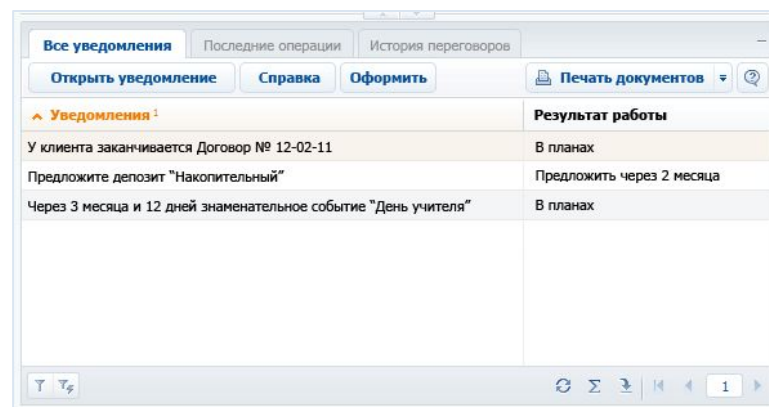 Все уведомления Последние операции История переговоров
Открыть уведомление Справка Оформить Печать документов
Уведомления 1 Результат работы
У клиента заканчивается Договор № 12-02-11 В планах
Предложите депозит "Накопительный" Предложить через 2 месяца
Через 3 месяца и 12 дней знаменательное событие "День учителя" В планах
1